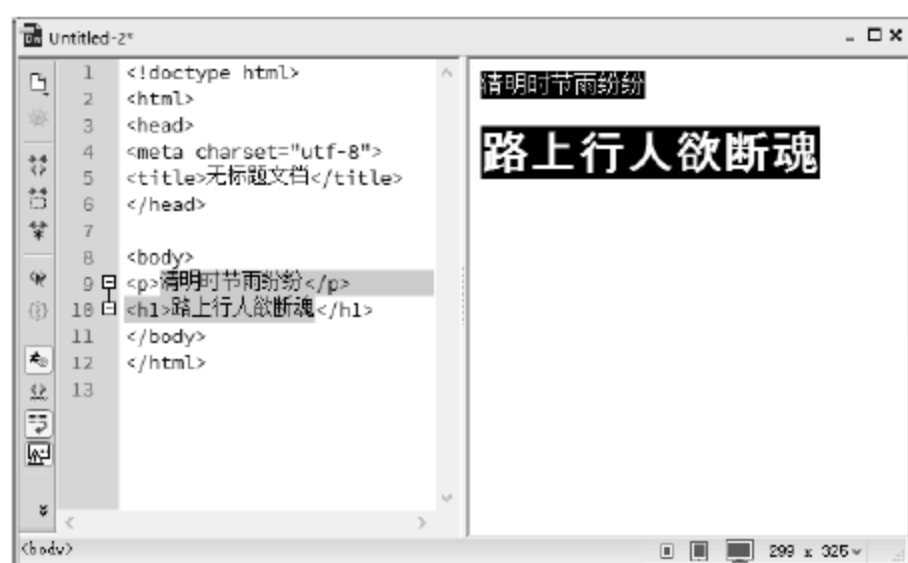 Untitled-2*
1 <!doctype html>
2 <html>
3 <head>
4 <meta charset="utf-8">
5 <title>无标题文档</title>
6 </head>
7
8 <body>
9 <p>清明时节雨纷纷</p>
10 <h1>路上行人欲断魂</h1>
11 </body>
12 </html>
13
清明时节雨纷纷
路上行人欲断魂
<body>
299 x 325